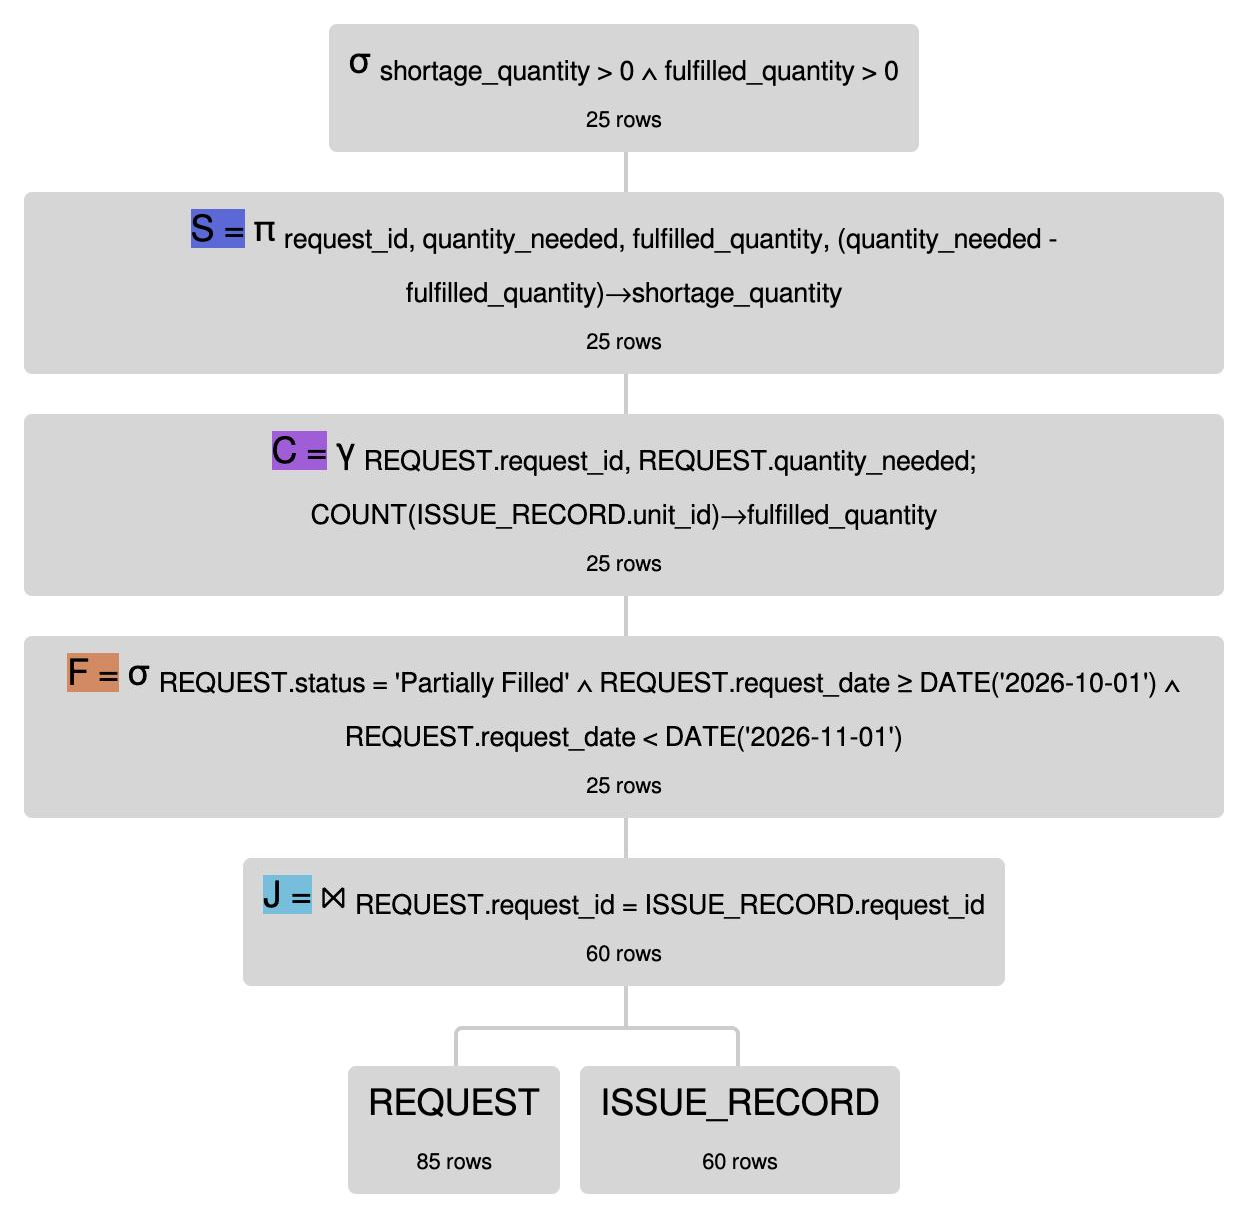 σ shortage_quantity > 0 ∧ fulfilled_quantity > 0
25 rows
S = π request_id, quantity_needed, fulfilled_quantity, (quantity_needed -
fulfilled_quantity)→shortage_quantity
25 rows
C = γ REQUEST.request_id, REQUEST.quantity_needed;
COUNT(ISSUE_RECORD.unit_id)→fulfilled_quantity
25 rows
F = σ REQUEST.status = 'Partially Filled' ∧ REQUEST.request_date ≥ DATE('2026-10-01') ∧
REQUEST.request_date < DATE('2026-11-01')
25 rows
J = ⋈ REQUEST.request_id = ISSUE_RECORD.request_id
60 rows
REQUEST
85 rows
ISSUE_RECORD
60 rows